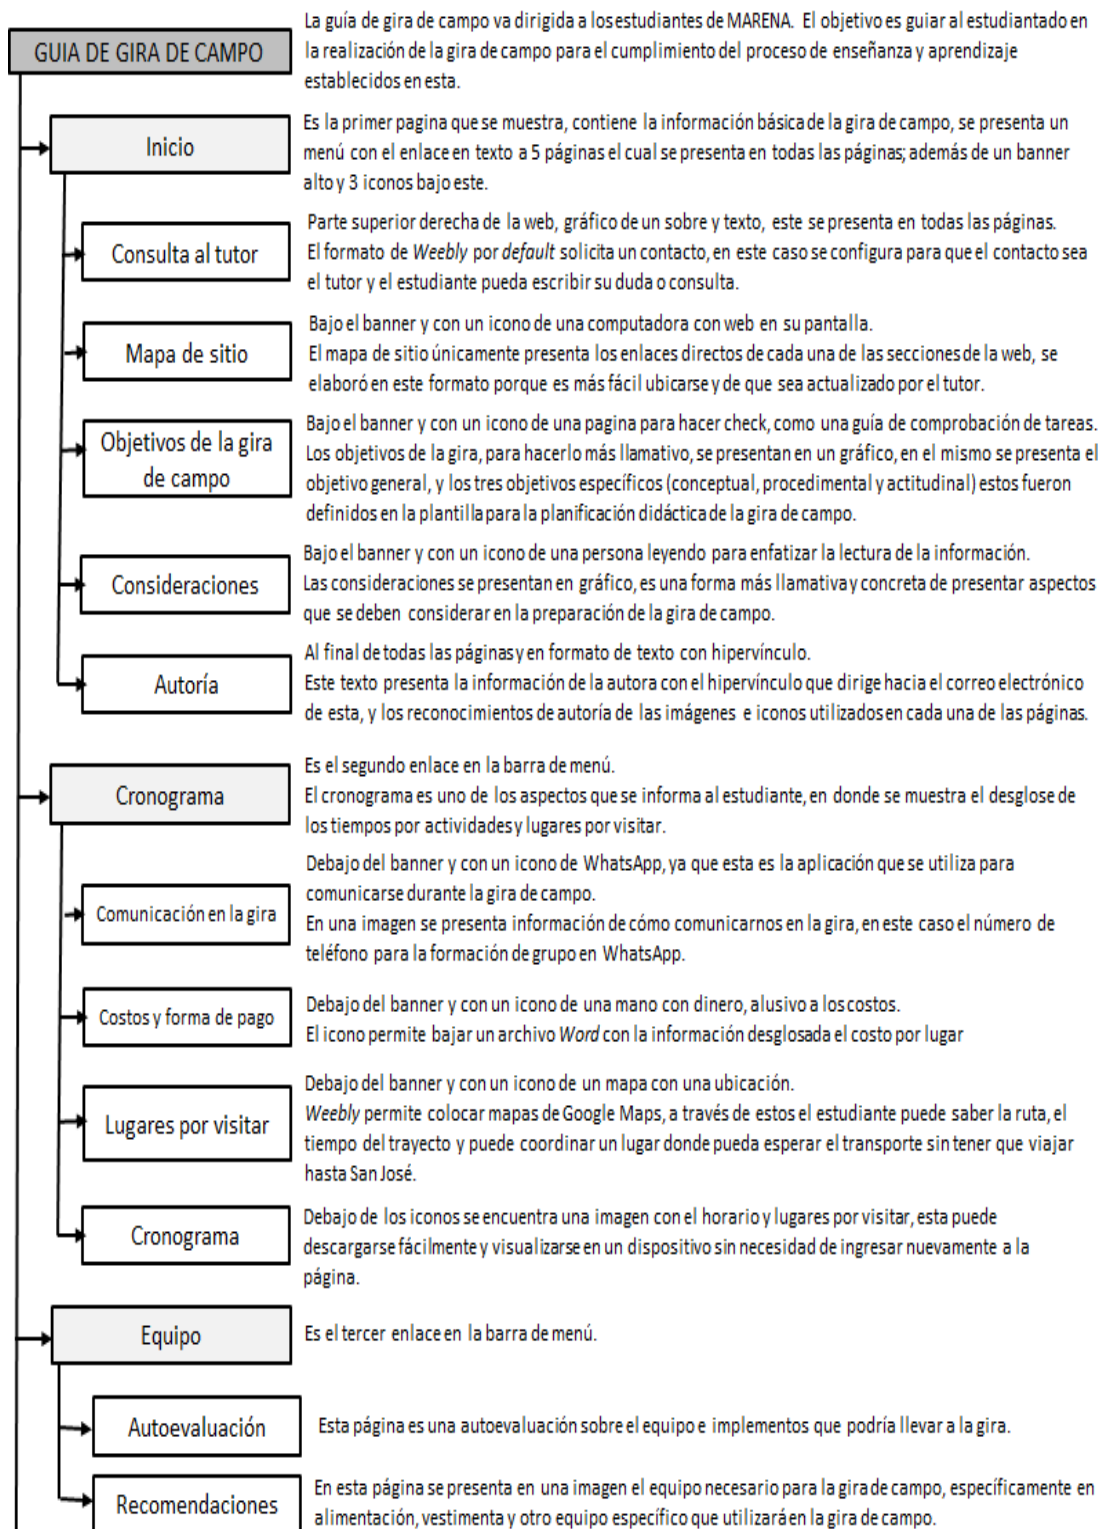 GUIA DE GIRA DE CAMPO
La guía de gira de campo va dirigida a los estudiantes de MARENA. El objetivo es guiar al estudiantado en
la realización de la gira de campo para el cumplimiento del proceso de enseñanza y aprendizaje
establecidos en esta.
Inicio
Es la primer pagina que se muestra, contiene la información básica de la gira de campo, se presenta un
menú con el enlace en texto a 5 páginas el cual se presenta en todas las páginas; además de un banner
alto y 3 iconos bajo este.
Consulta al tutor
Parte superior derecha de la web, gráfico de un sobre y texto, este se presenta en todas las páginas.
El formato de Weebly por default solicita un contacto, en este caso se configura para que el contacto sea
el tutor y el estudiante pueda escribir su duda o consulta.
Mapa de sitio
Bajo el banner y con un icono de una computadora con web en su pantalla.
El mapa de sitio únicamente presenta los enlaces directos de cada una de las secciones de la web, se
elaboró en este formato porque es más fácil ubicarse y de que sea actualizado por el tutor.
Objetivos de la gira
de campo
Bajo el banner y con un icono de una pagina para hacer check, como una guía de comprobación de tareas.
Los objetivos de la gira, para hacerlo más llamativo, se presentan en un gráfico, en el mismo se presenta el
objetivo general, y los tres objetivos específicos (conceptual, procedimental y actitudinal) estos fueron
definidos en la plantilla para la planificación didáctica de la gira de campo.
Consideraciones
Bajo el banner y con un icono de una persona leyendo para enfatizar la lectura de la información.
Las consideraciones se presentan en gráfico, es una forma más llamativa y concreta de presentar aspectos
que se deben considerar en la preparación de la gira de campo.
Autoría
Al final de todas las páginas y en formato de texto con hipervínculo.
Este texto presenta la información de la autora con el hipervínculo que dirige hacia el correo electrónico
de esta, y los reconocimientos de autoría de las imágenes e iconos utilizados en cada una de las páginas.
Cronograma
Es el segundo enlace en la barra de menú.
El cronograma es uno de los aspectos que se informa al estudiante, en donde se muestra el desglose de
los tiempos por actividades y lugares por visitar.
Comunicación en la gira
Debajo del banner y con un icono de WhatsApp, ya que esta es la aplicación que se utiliza para
comunicarse durante la gira de campo.
En una imagen se presenta información de cómo comunicarnos en la gira, en este caso el número de
teléfono para la formación de grupo en WhatsApp.
Costos y forma de pago
Debajo del banner y con un icono de una mano con dinero, alusivo a los costos.
El icono permite bajar un archivo Word con la información desglosada el costo por lugar
Lugares por visitar
Debajo del banner y con un icono de un mapa con una ubicación.
Weebly permite colocar mapas de Google Maps, a través de estos el estudiante puede saber la ruta, el
tiempo del trayecto y puede coordinar un lugar donde pueda esperar el transporte sin tener que viajar
hasta San José.
Cronograma
Debajo de los iconos se encuentra una imagen con el horario y lugares por visitar, esta puede
descargarse fácilmente y visualizarse en un dispositivo sin necesidad de ingresar nuevamente a la
página.
Equipo
Es el tercer enlace en la barra de menú.
Autoevaluación
Esta página es una autoevaluación sobre el equipo e implementos que podría llevar a la gira.
Recomendaciones
En esta página se presenta en una imagen el equipo necesario para la gira de campo, específicamente en
alimentación, vestimenta y otro equipo específico que utilizará en la gira de campo.